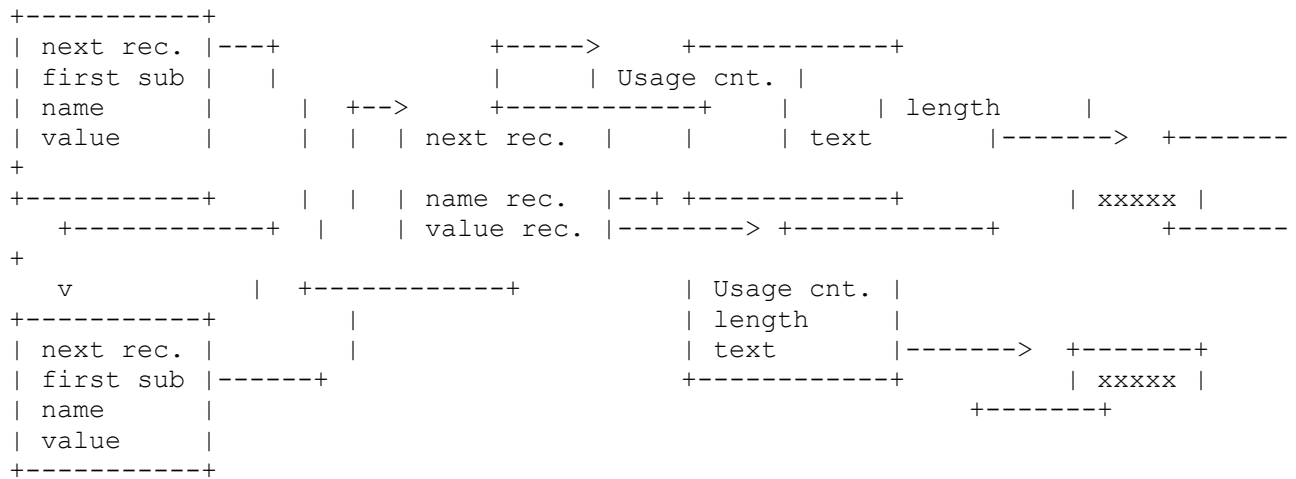 +-----------+
| next rec. |---+             +----->     +------------+
| first sub |   |             |     | Usage cnt. |
| name      |     |  +-->     +------------+    |     | length     |
| value     |     |  |  | next rec.  |    |     | text       |------->  +-------
+
+-----------+     |  |  | name rec.  |--+ +------------+          | xxxxx |
   +------------+  |    | value rec. |--------> +------------+          +-------
+
   v           |  +------------+          | Usage cnt. |
+-----------+        |                    | length     |
| next rec. |        |                    | text       |------->  +-------+
| first sub |------+                      +------------+          | xxxxx |
| name      |                                              +-------+
| value     |
+-----------+